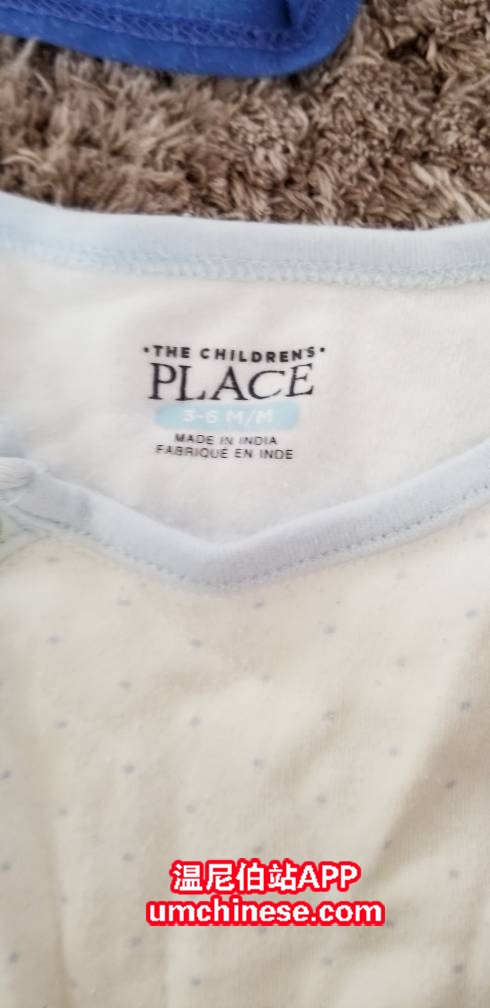 ·THE CHILDREN'S·
PLACE
3-6 M/M
MADE IN INDIA
FABRIQUÉ EN INDE
温尼伯站APP
umchinese.com